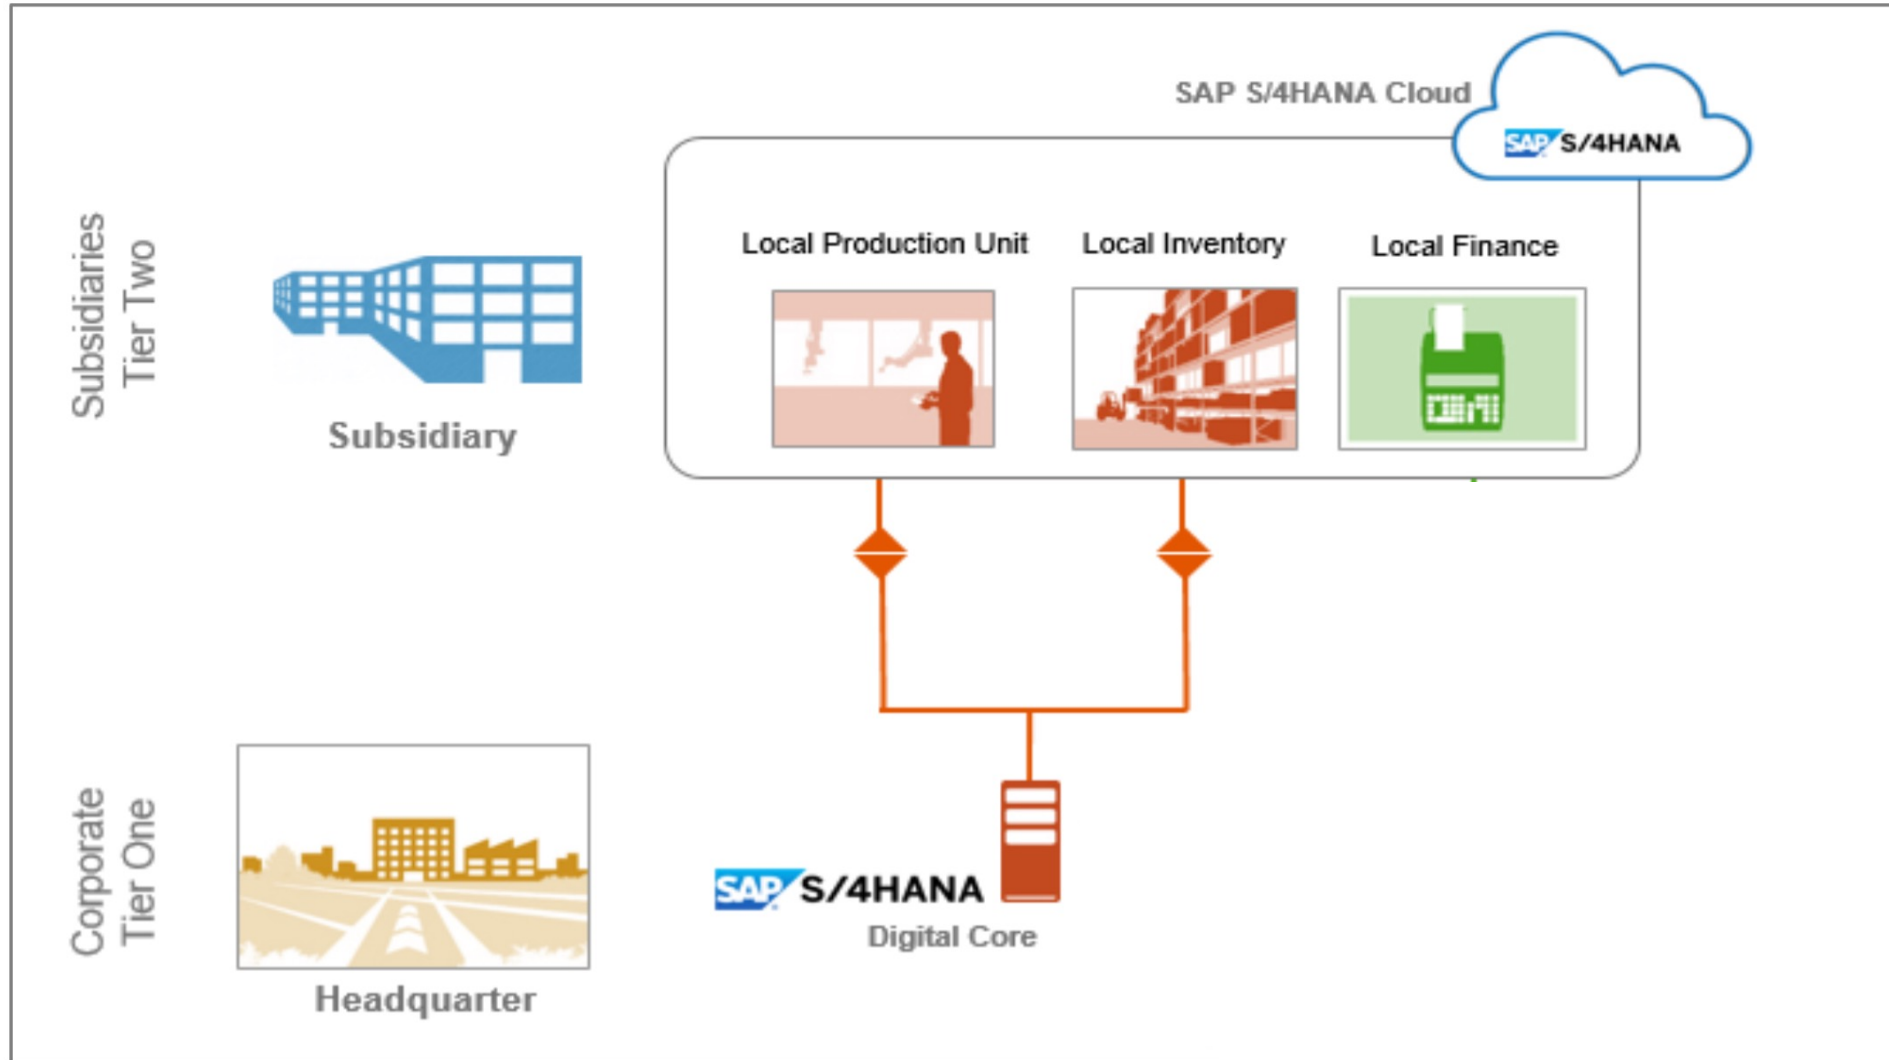 SAP S/4HANA Cloud
SAP S/4HANA
Subsidiaries
Tier Two
Local Production Unit
Local Inventory
Local Finance
Subsidiary
Corporate
Tier One
SAP S/4HANA
Digital Core
Headquarter